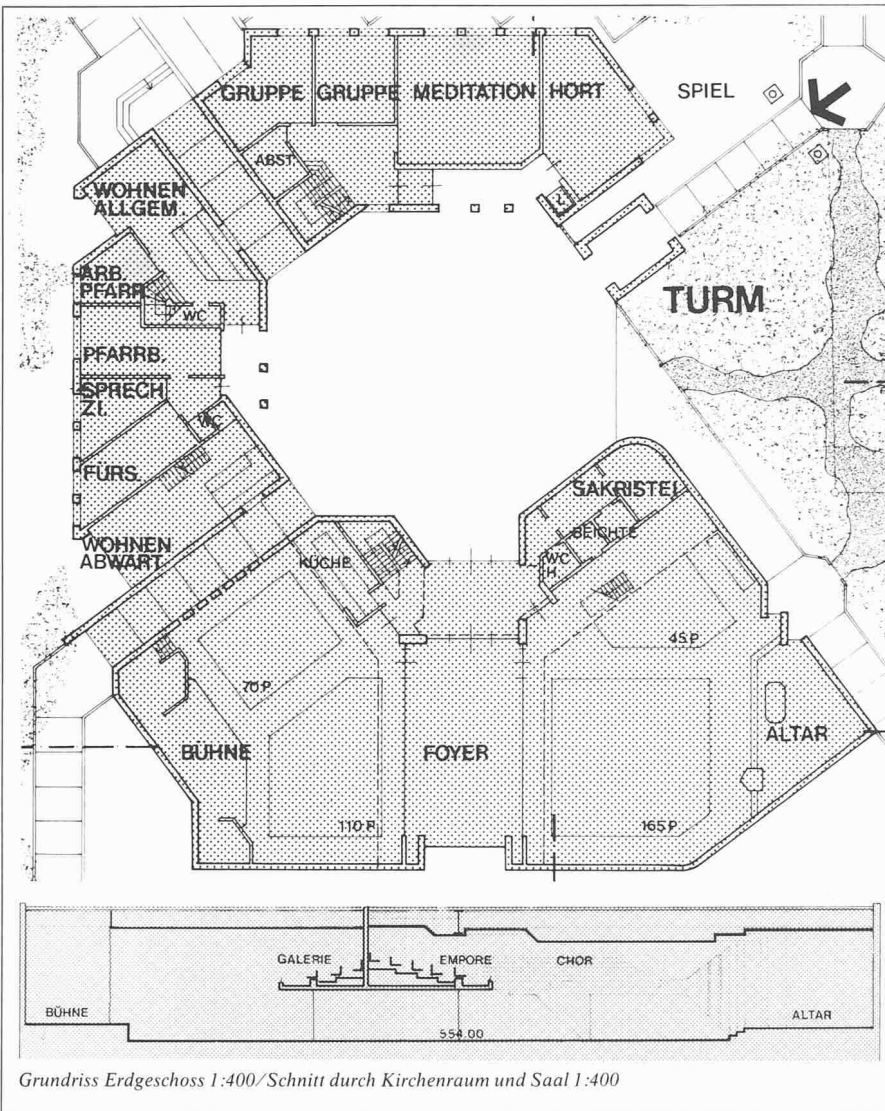 GRUPPE GRUPPE MEDITATION HORT SPIEL
ABST.
WOHNEN
ALLGEM.
ARB.
PFARR.
WC
TURM
PFARRB.
SPRECH
ZI.
WC
FÜRS.
SAKRISTEI
BEICHTE
WOHNEN
ABWART
KÜCHE
WC
H.
45 P
70 P
ALTAR
BÜHNE
FOYER
110 P
165 P
GALERIE EMPORE CHOR
BÜHNE ALTAR
554.00
Grundriss Erdgeschoss 1:400/Schnitt durch Kirchenraum und Saal 1:400